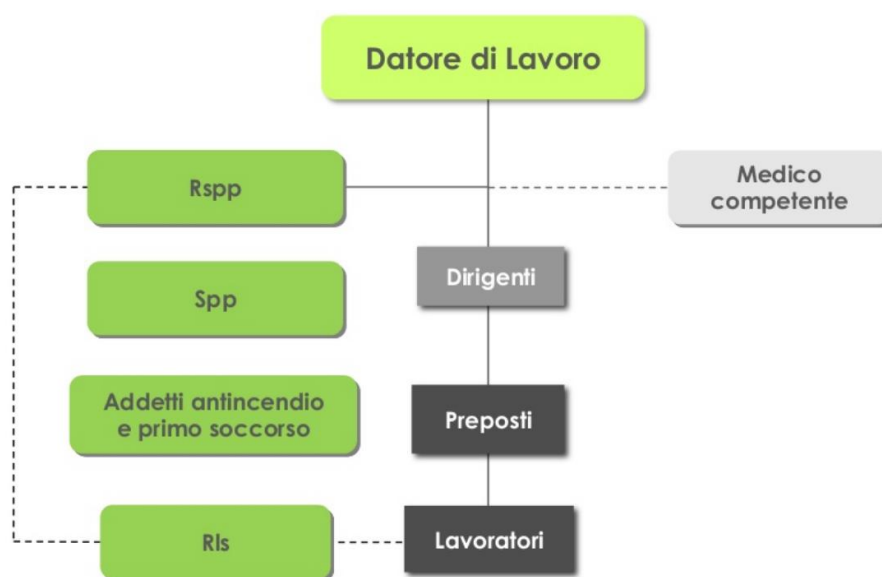 Datore di Lavoro
Rspp
Medico
competente
Dirigenti
Spp
Addetti antincendio
e primo soccorso
Preposti
Rls
Lavoratori